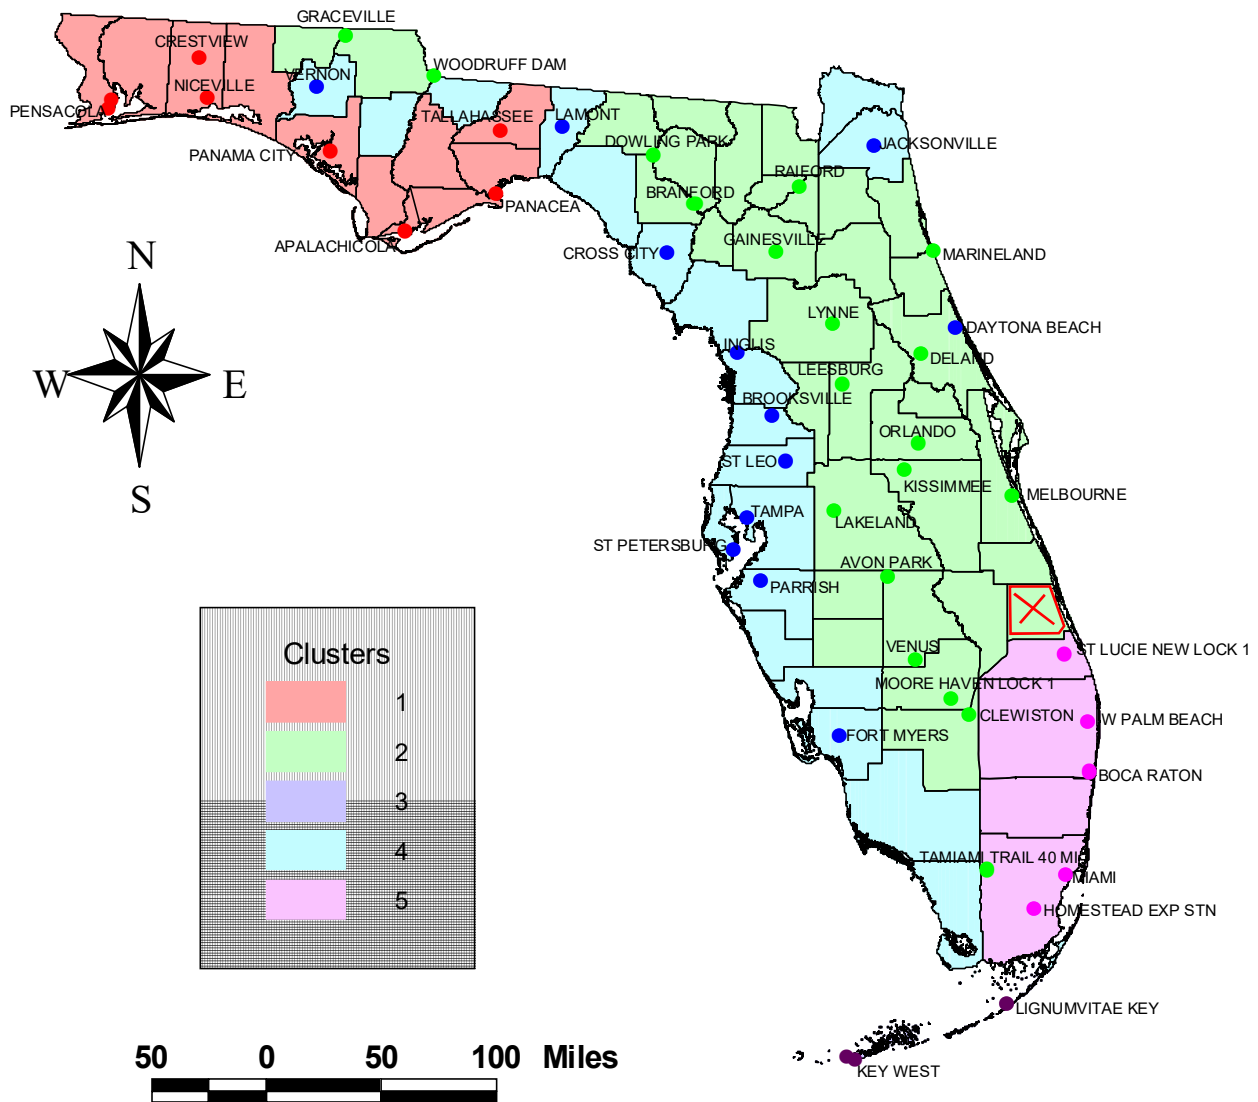 GRACEVILLE
CRESTVIEW
WOODRUFF DAM
VERNON
NICEVILLE
PENSACOLA
TALLAHASSEE
LAMONT
DOWLING PARK
JACKSONVILLE
PANAMA CITY
RAIFORD
BRANFORD
PANACEA
APALACHICOLA
GAINESVILLE
CROSS CITY
MARINELAND
N
LYNNE
DAYTONA BEACH
INGLIS
DELAND
W
E
LEESBURG
BROOKSVILLE
ORLANDO
ST LEO
KISSIMMEE
MELBOURNE
S
TAMPA
LAKELAND
ST PETERSBURG
AVON PARK
PARRISH
VENUS
ST LUCIE NEW LOCK 1
Clusters
MOORE HAVEN LOCK 1
1
CLEWISTON
W PALM BEACH
FORT MYERS
2
BOCA RATON
3
4
TAMIAMI TRAIL 40 MI
MIAMI
5
HOMESTEAD EXP STN
LIGNUMVITAE KEY
50 0 50 100 Miles
KEY WEST